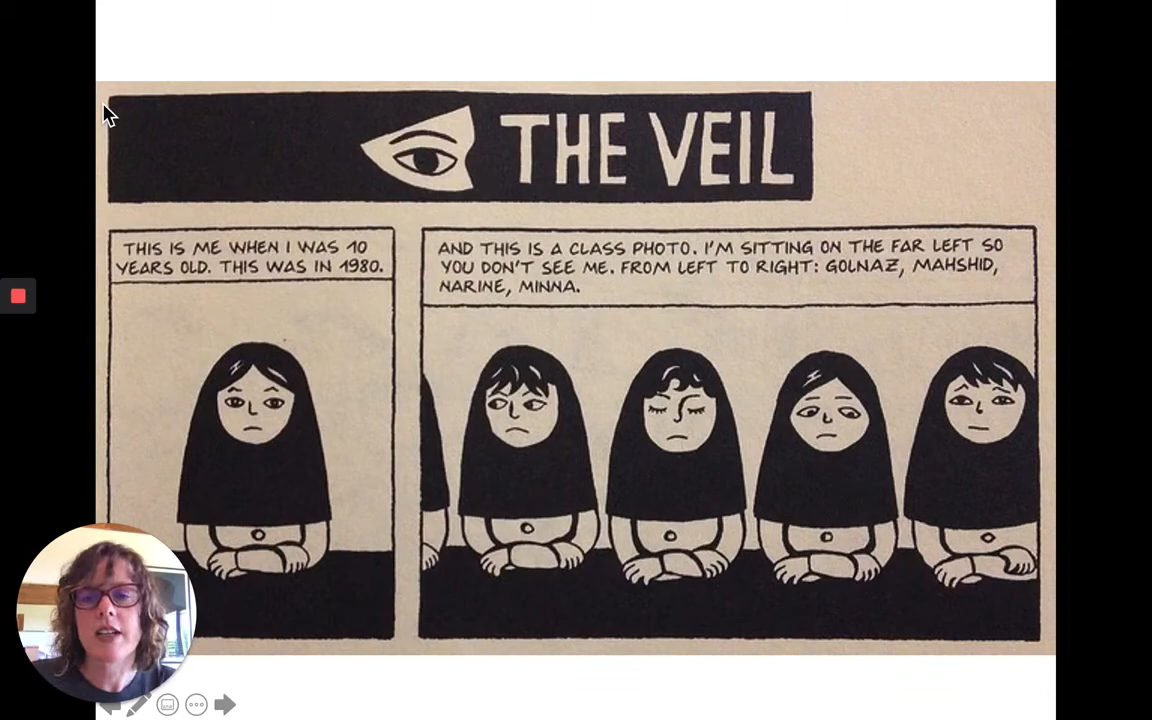 THE VEIL
THIS IS ME WHEN I WAS 10
YEARS OLD. THIS WAS IN 1980.
AND THIS IS A CLASS PHOTO. I'M SITTING ON THE FAR LEFT SO
YOU DON'T SEE ME. FROM LEFT TO RIGHT: GOLNAZ, MAHSHID,
NARINE, MINNA.